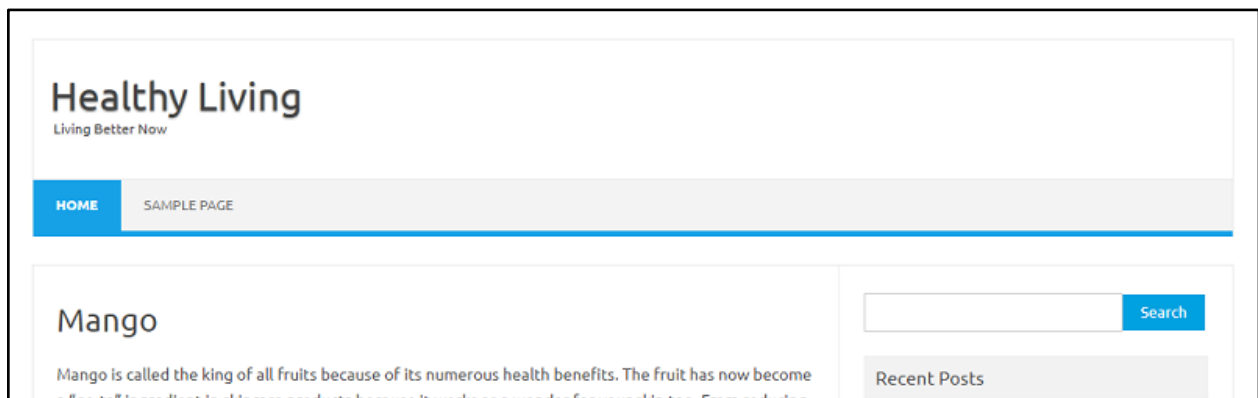 Healthy Living
Living Better Now
HOME SAMPLE PAGE
Mango
Mango is called the king of all fruits because of its numerous health benefits. The fruit has now become
Search
Recent Posts